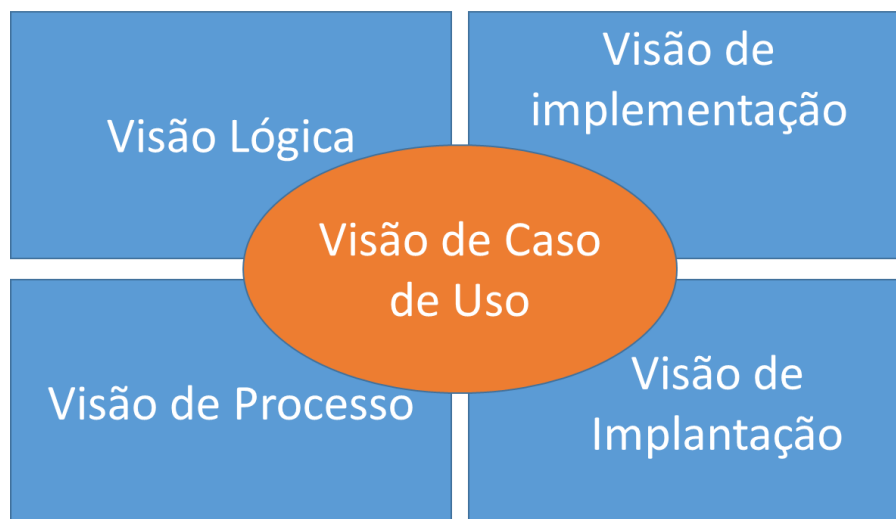 Visão Lógica
Visão de
implementação
Visão de Caso
de Uso
Visão de Processo
Visão de
Implantação